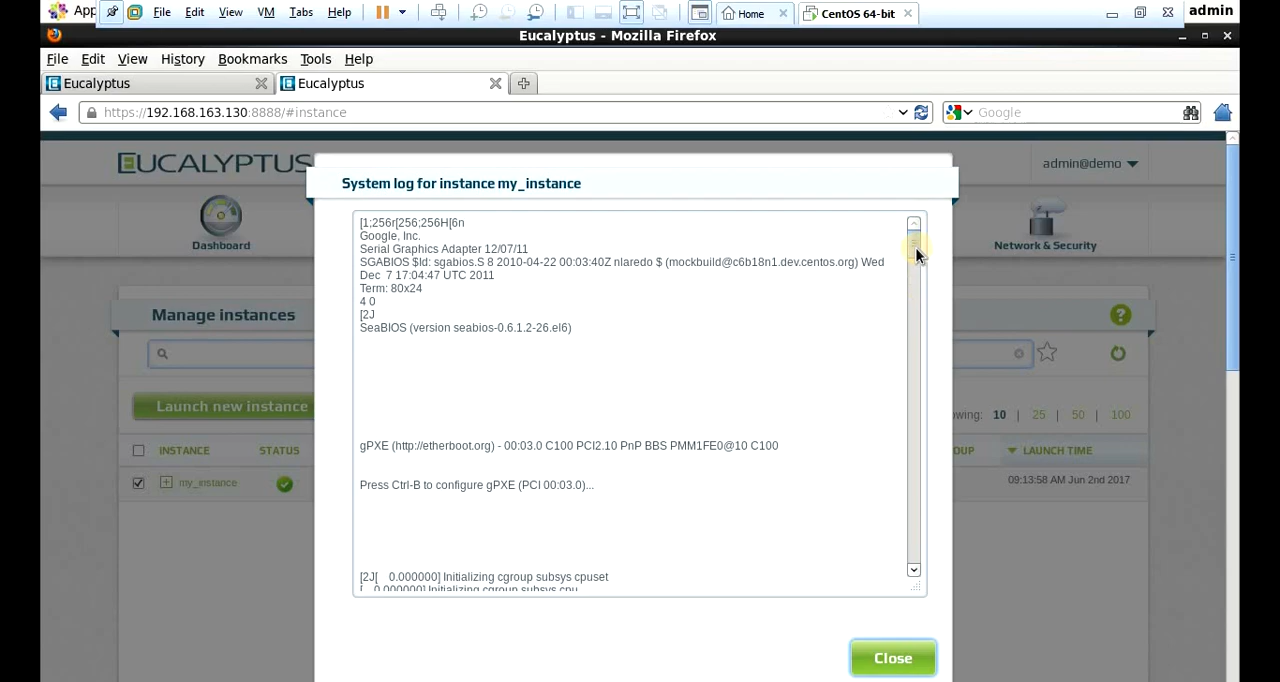 App File Edit View VM Tabs Help Home CentOS 64-bit admin
Eucalyptus - Mozilla Firefox
File Edit View History Bookmarks Tools Help
Eucalyptus Eucalyptus
https://192.168.163.130:8888/#instance Google
EUCALYPTUS admin@demo
System log for instance my_instance
[1;256r[256;256H[6n
Google, Inc.
Serial Graphics Adapter 12/07/11
SGABIOS $Id: sgabios.S 8 2010-04-22 00:03:40Z nlaredo $ (mockbuild@c6b18n1.dev.centos.org) Wed
Dec 7 17:04:47 UTC 2011
Term: 80x24
4 0
[2J
SeaBIOS (version seabios-0.6.1.2-26.el6)
gPXE (http://etherboot.org) - 00:03.0 C100 PCI2.10 PnP BBS PMM1FE0@10 C100
Press Ctrl-B to configure gPXE (PCI 00:03.0)...
[2J[ 0.000000] Initializing cgroup subsys cpuset
[ 0.000000] Initializing cgroup subsys cpu
Close
Dashboard Network & Security
Manage instances ?
Launch new instance wing: 10 | 25 | 50 | 100
INSTANCE STATUS OUP LAUNCH TIME
my_instance 09:13:58 AM Jun 2nd 2017